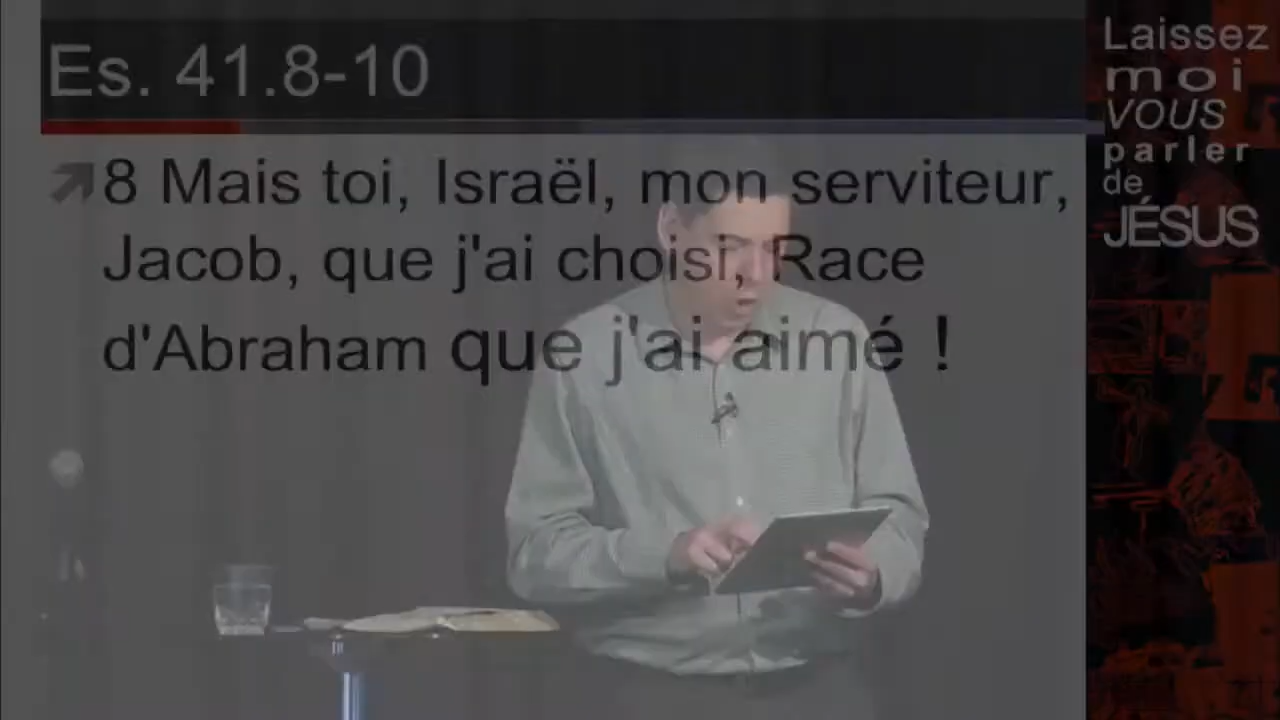 Es. 41.8-10
8 Mais toi, Israël, mon serviteur,
Jacob, que j'ai choisi, Race
d'Abraham que j'ai aimé !
Laissez
moi
VOUS
parler
de
JÉSUS